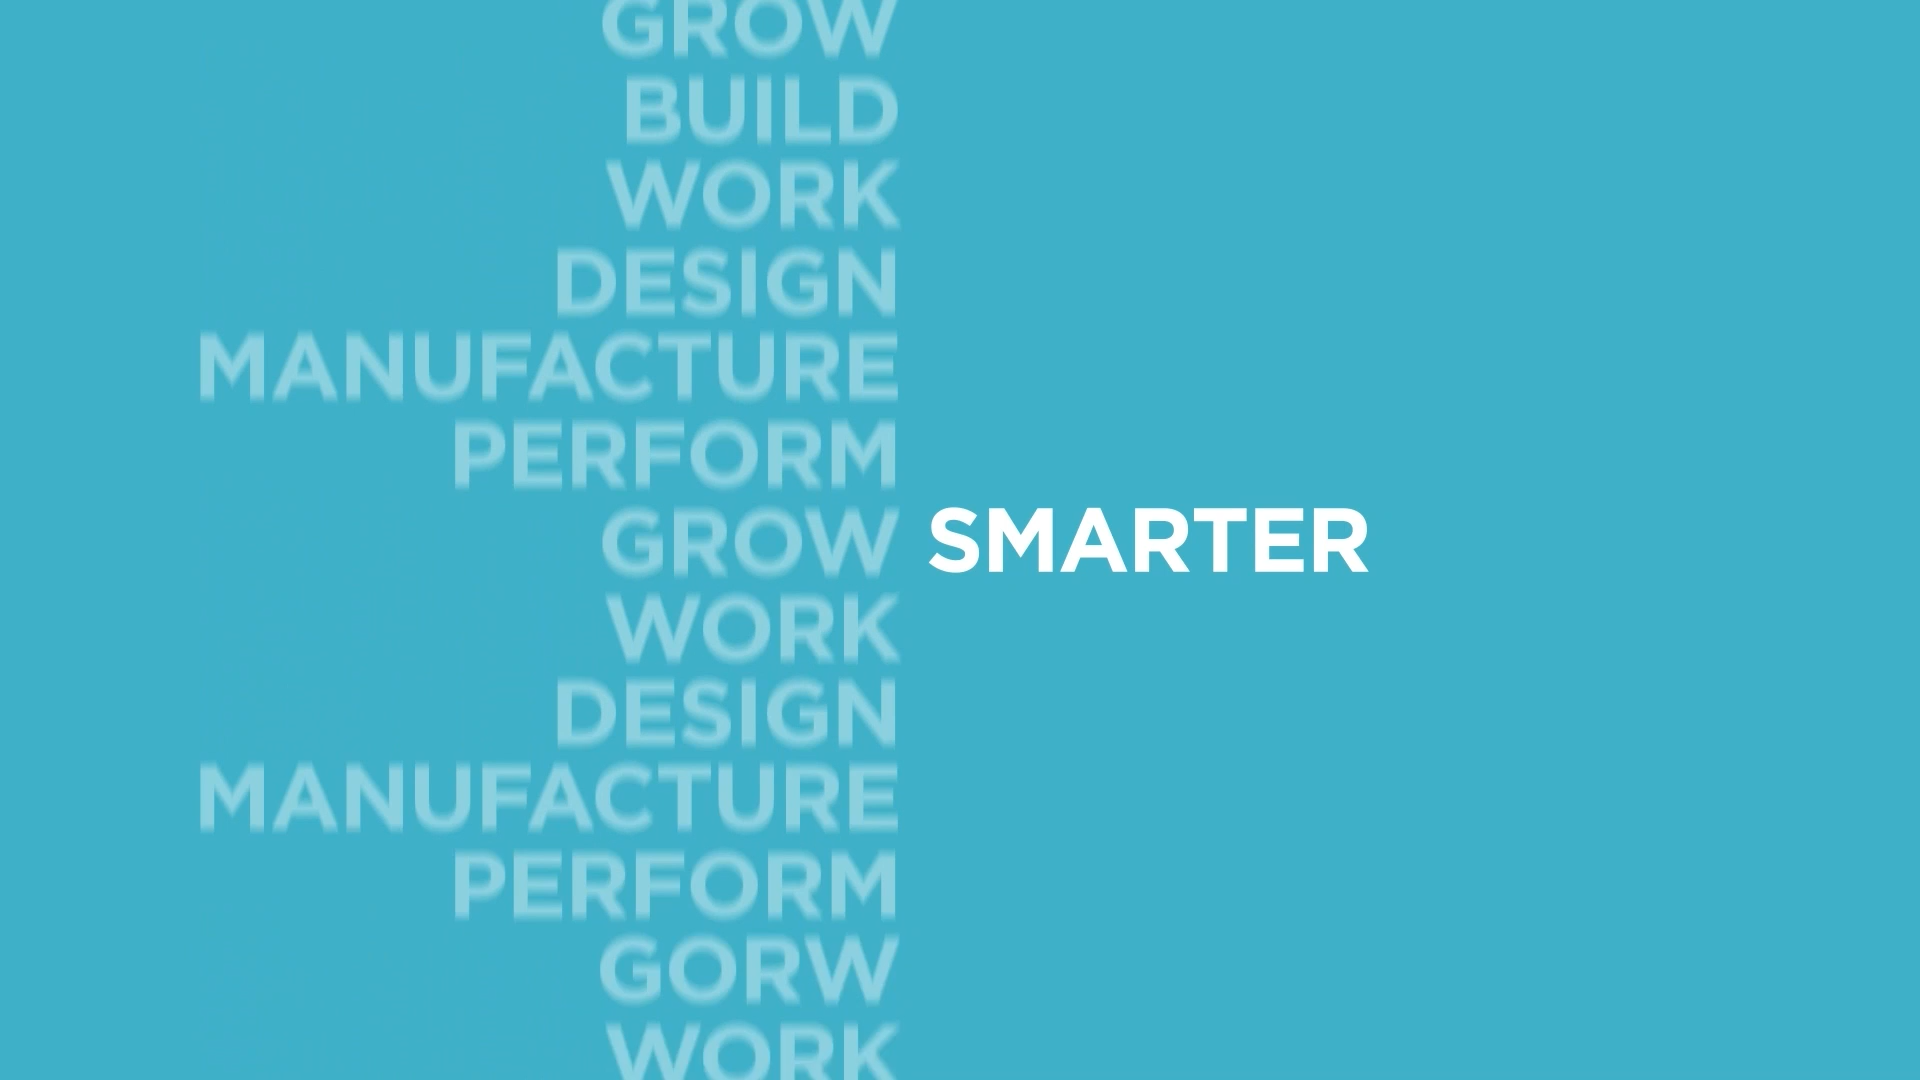 GROW
BUILD
WORK
DESIGN
MANUFACTURE
PERFORM
GROW SMARTER
WORK
DESIGN
MANUFACTURE
PERFORM
GORW
WORK